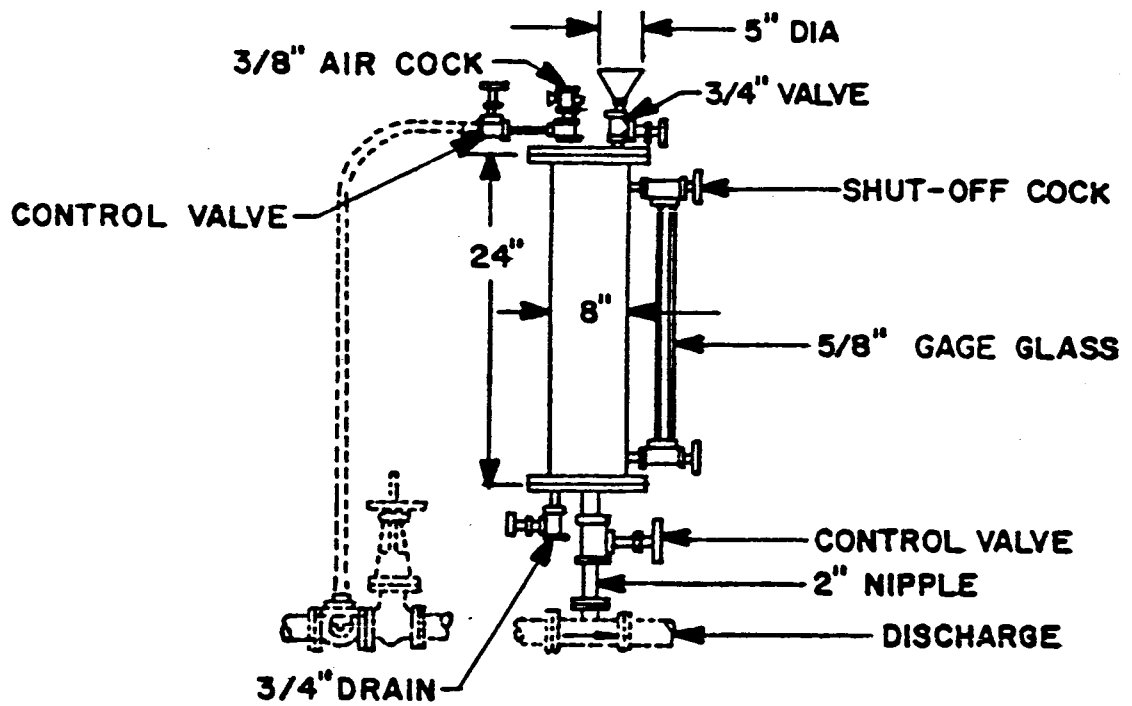 5" DIA
3/8" AIR COCK
3/4" VALVE
SHUT-OFF COCK
CONTROL VALVE
24"
8"
5/8" GAGE GLASS
CONTROL VALVE
2" NIPPLE
DISCHARGE
3/4" DRAIN